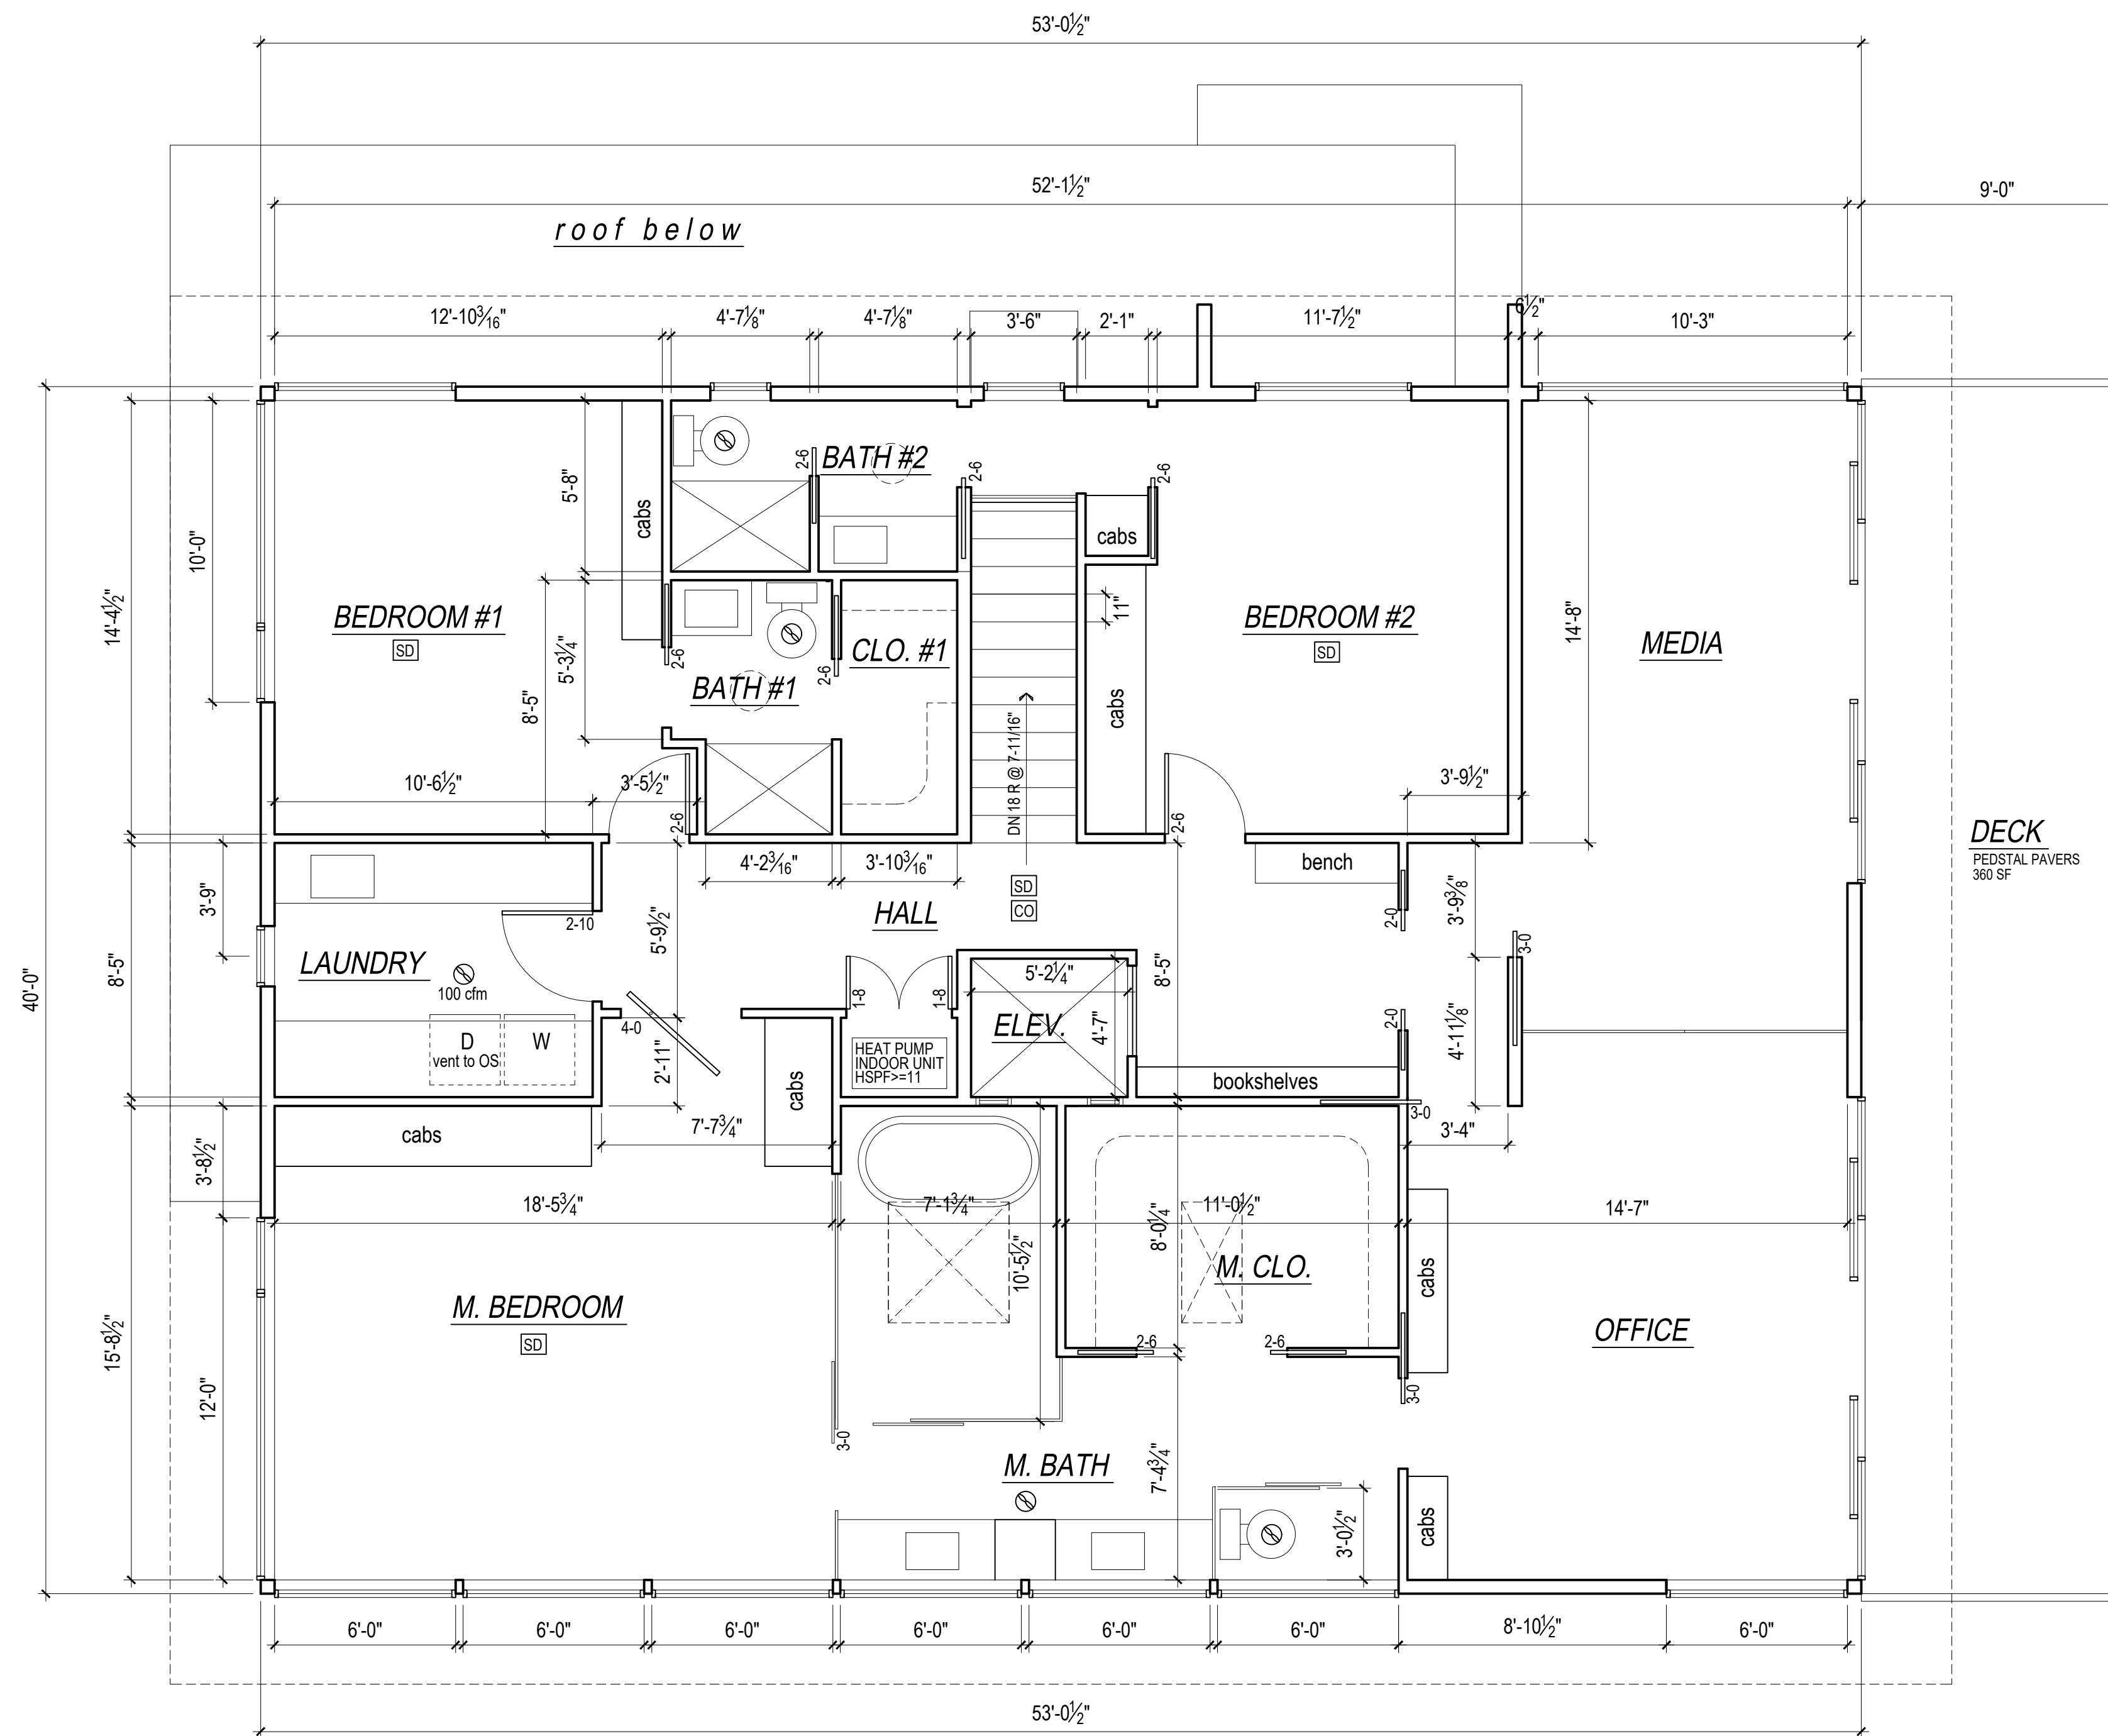 53'-0½"
52'-1½"
9'-0"
roof below
12'-10³⁄₁₆"
4'-7⅛"
4'-7⅛"
3'-6"
2'-1"
11'-7½"
6½"
10'-3"
BATH #2
2-6
2-6
2-6
5'-8"
cabs
cabs
10'-0"
14'-4½"
BEDROOM #1
SD
5'-3¼"
8'-5"
2-6
BATH #1
2-6
CLO. #1
11"
cabs
BEDROOM #2
SD
14'-8"
MEDIA
DN 18 R @ 7-11/16"
10'-6½"
3'-5½"
2-6
2-6
3'-9½"
DECK
PEDSTAL PAVERS
360 SF
4'-2³⁄₁₆"
3'-10³⁄₁₆"
bench
SD
CO
HALL
3'-9"
2-10
5'-9½"
2-0
3'-9⅜"
3-0
40'-0"
8'-5"
LAUNDRY
100 cfm
1-8
1-8
5'-2¼"
8'-5"
D
vent to OS
W
4-0
2'-11"
ELEV.
4'-7"
2-0
4'-11⅛"
HEAT PUMP
INDOOR UNIT
HSPF>=11
cabs
bookshelves
3-0
cabs
7'-7¾"
3'-4"
3'-8½"
18'-5¾"
7'-1¾"
11'-0½"
14'-7"
8'-0¼"
10'-5½"
M. CLO.
cabs
M. BEDROOM
SD
15'-8½"
12'-0"
OFFICE
2-6
2-6
3-0
3-0
M. BATH
7'-4¾"
3'-0½"
cabs
6'-0"
6'-0"
6'-0"
6'-0"
6'-0"
6'-0"
8'-10½"
6'-0"
53'-0½"